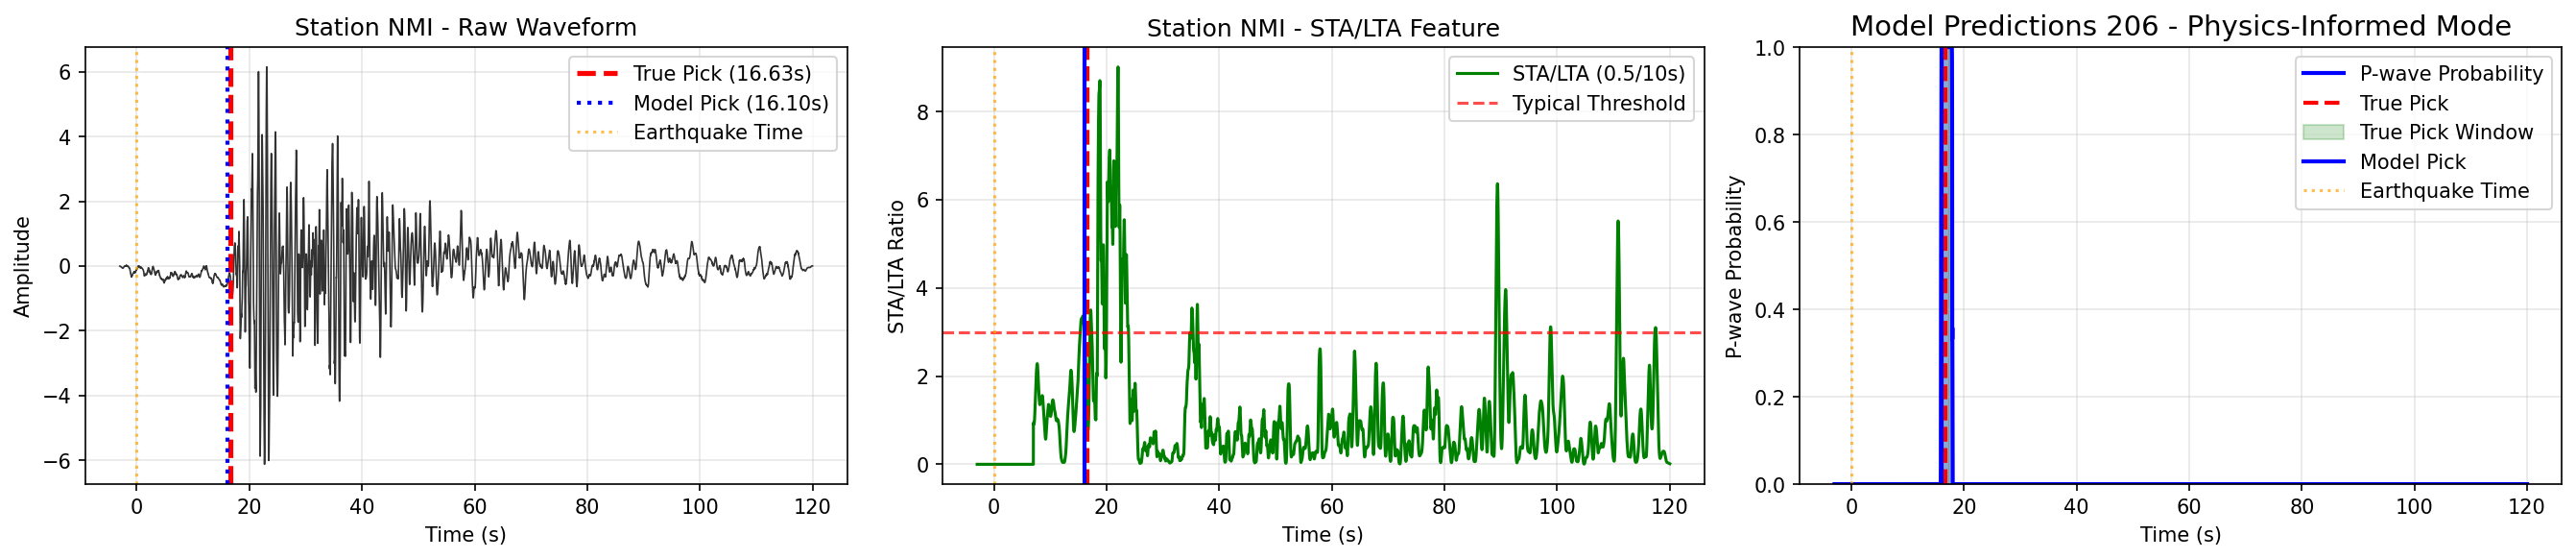 Station NMI - Raw Waveform
Amplitude
6
4
2
0
−2
−4
−6
True Pick (16.63s)
Model Pick (16.10s)
Earthquake Time
0 20 40 60 80 100 120
Time (s)
Station NMI - STA/LTA Feature
STA/LTA Ratio
8
6
4
2
0
STA/LTA (0.5/10s)
Typical Threshold
0 20 40 60 80 100 120
Time (s)
Model Predictions 206 - Physics-Informed Mode
P-wave Probability
1.0
0.8
0.6
0.4
0.2
0.0
P-wave Probability
True Pick
True Pick Window
Model Pick
Earthquake Time
0 20 40 60 80 100 120
Time (s)